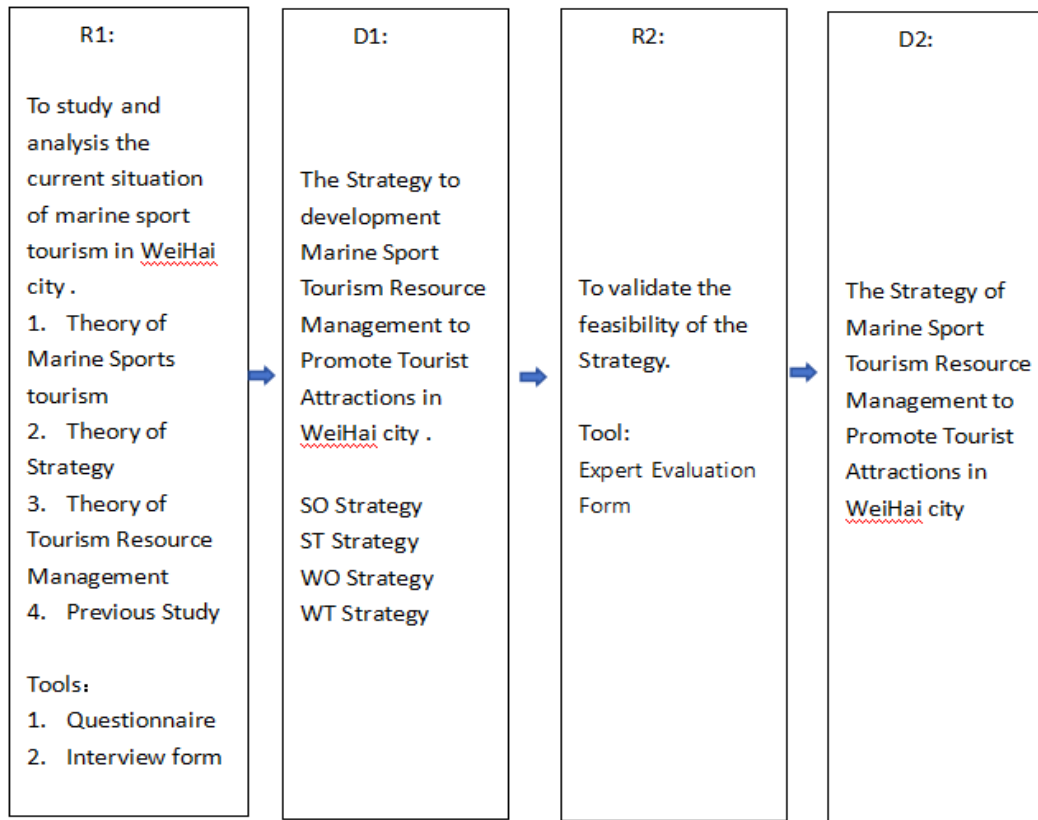 R1:
To study and
analysis the
current situation
of marine sport
tourism in WeiHai
city .
1. Theory of
Marine Sports
tourism
2. Theory of
Strategy
3. Theory of
Tourism Resource
Management
4. Previous Study
Tools：
1. Questionnaire
2. Interview form
D1:
The Strategy to
development
Marine Sport
Tourism Resource
Management to
Promote Tourist
Attractions in
WeiHai city .
SO Strategy
ST Strategy
WO Strategy
WT Strategy
R2:
To validate the
feasibility of the
Strategy.
Tool:
Expert Evaluation
Form
D2:
The Strategy of
Marine Sport
Tourism Resource
Management to
Promote Tourist
Attractions in
WeiHai city